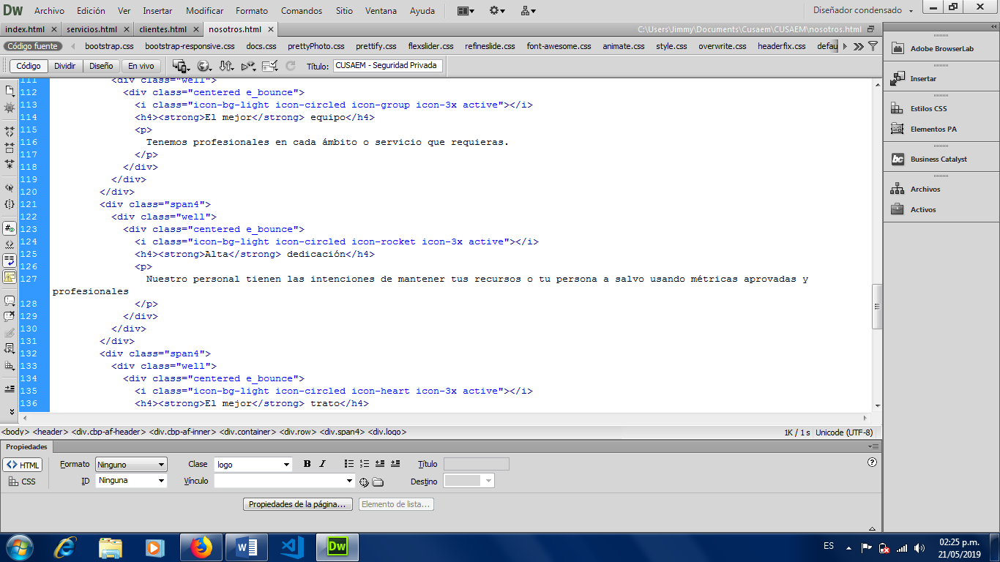 Dw Archivo Edición Ver Insertar Modificar Formato Comandos Sitio Ventana Ayuda Diseñador condensado
index.html servicios.html clientes.html nosotros.html C:\Users\Jimmy\Documents\Cusaem\CUSAEM\nosotros.html
Código fuente bootstrap.css bootstrap-responsive.css docs.css prettyPhoto.css prettify.css flexslider.css refineslide.css font-awesome.css animate.css style.css overwrite.css headerfix.css defau
Código Dividir Diseño En vivo Título: CUSAEM - Seguridad Privada
111 <div class="well">
112 <div class="centered e_bounce">
113 <i class="icon-bg-light icon-circled icon-group icon-3x active"></i>
114 <h4><strong>El mejor</strong> equipo</h4>
115 <p>
116 Tenemos profesionales en cada ámbito o servicio que requieras.
117 </p>
118 </div>
119 </div>
120 </div>
121 <div class="span4">
122 <div class="well">
123 <div class="centered e_bounce">
124 <i class="icon-bg-light icon-circled icon-rocket icon-3x active"></i>
125 <h4><strong>Alta</strong> dedicación</h4>
126 <p>
127 Nuestro personal tienen las intenciones de mantener tus recursos o tu persona a salvo usando métricas aprovadas y
profesionales
128 </p>
129 </div>
130 </div>
131 </div>
132 <div class="span4">
133 <div class="well">
134 <div class="centered e_bounce">
135 <i class="icon-bg-light icon-circled icon-heart icon-3x active"></i>
136 <h4><strong>El mejor</strong> trato</h4>
<body> <header> <div.cbp-af-header> <div.cbp-af-inner> <div.container> <div.row> <div.span4> <div.logo> 1K / 1 s Unicode (UTF-8)
Propiedades
<> HTML Formato Ninguno Clase logo B I Título
CSS ID Ninguna Vínculo Destino
Propiedades de la página... Elemento de lista...
Adobe BrowserLab
Insertar
Estilos CSS
Elementos PA
bc Business Catalyst
Archivos
Activos
W Dw ES 02:25 p.m.
21/05/2019